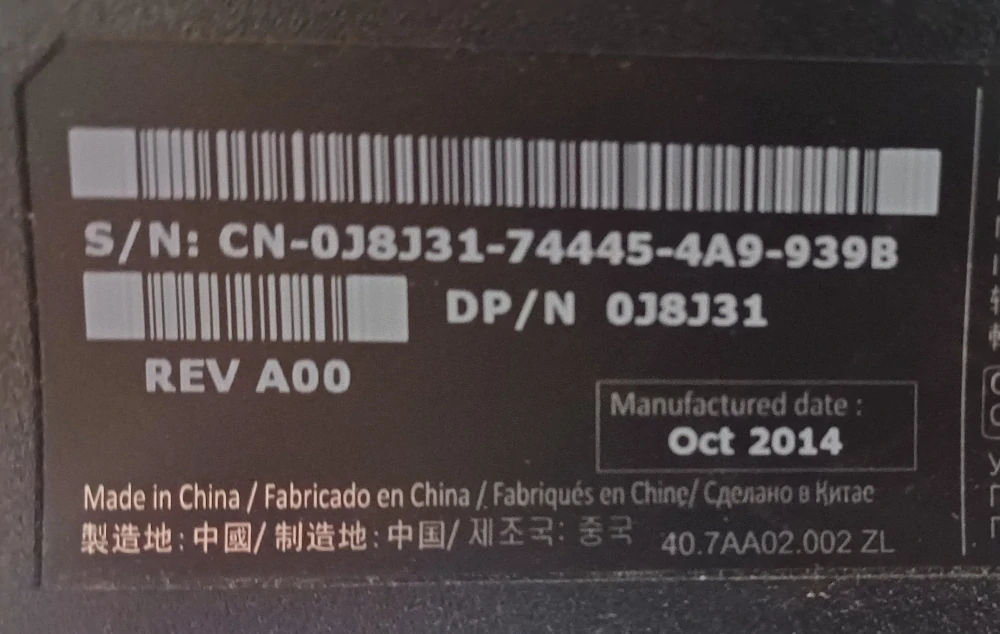 S/N: CN-0J8J31-74445-4A9-939B
DP/N 0J8J31
REV A00
Manufactured date :
Oct 2014
Made in China / Fabricado en China / Fabriqués en Chine/ Сделано в Китае
製造地: 中國/ 制造地: 中国/ 제조국: 중국
40.7AA02.002 ZL